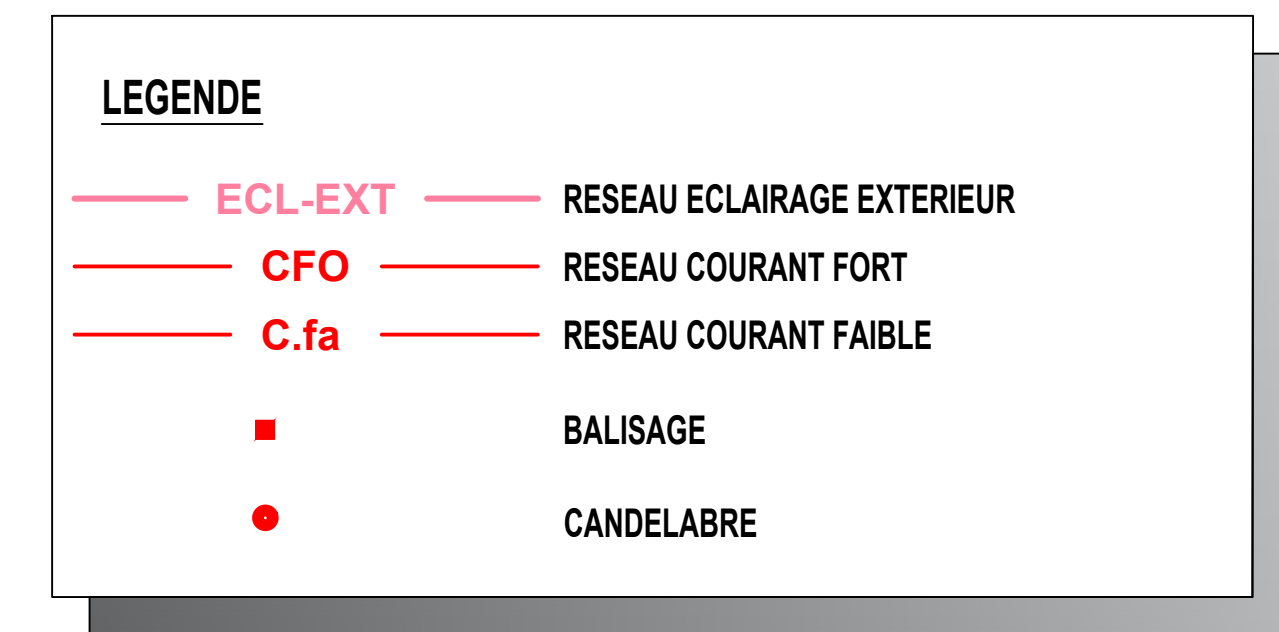 LEGENDE
ECL-EXT RESEAU ECLAIRAGE EXTERIEUR
CFO RESEAU COURANT FORT
C.fa RESEAU COURANT FAIBLE
BALISAGE
CANDELABRE